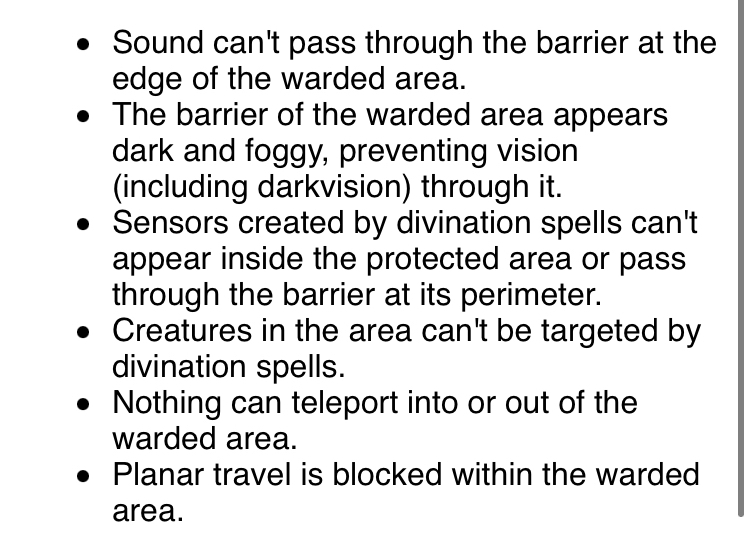 • Sound can't pass through the barrier at the
edge of the warded area.
• The barrier of the warded area appears
dark and foggy, preventing vision
(including darkvision) through it.
• Sensors created by divination spells can't
appear inside the protected area or pass
through the barrier at its perimeter.
• Creatures in the area can't be targeted by
divination spells.
• Nothing can teleport into or out of the
warded area.
• Planar travel is blocked within the warded
area.